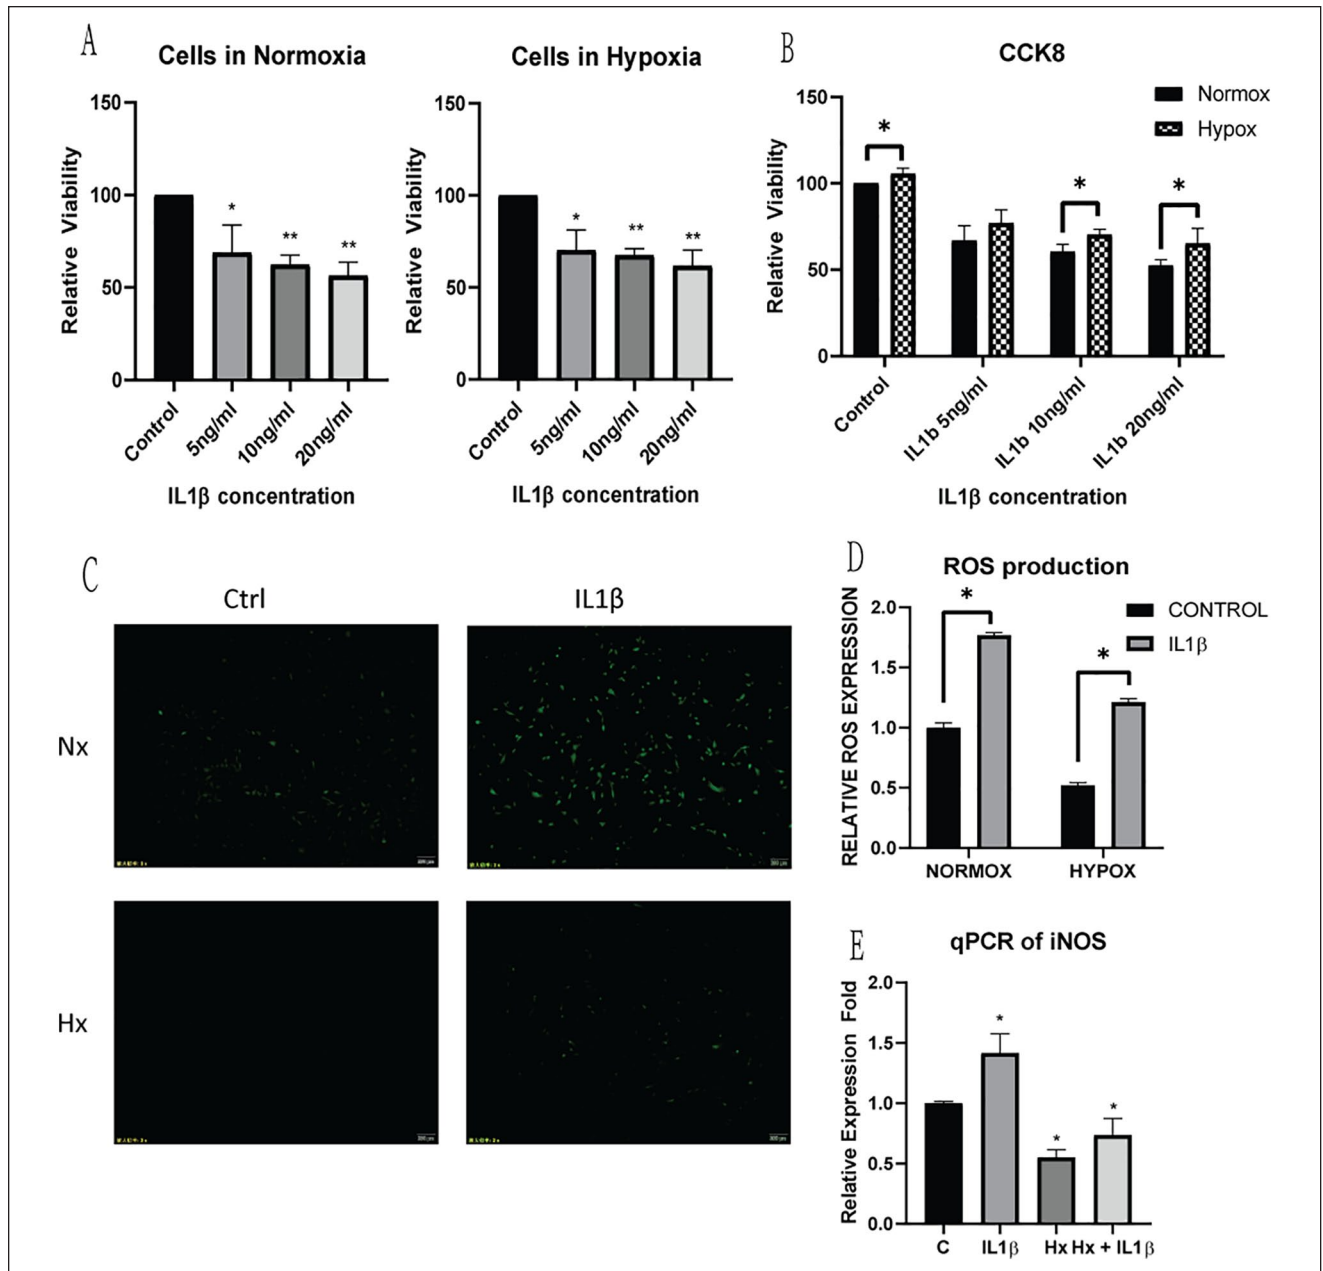 A
Cells in Normoxia
Relative Viability
150
100
50
0
*
**
**
Control
5ng/ml
10ng/ml
20ng/ml
IL1β concentration
Cells in Hypoxia
Relative Viability
150
100
50
0
*
**
**
Control
5ng/ml
10ng/ml
20ng/ml
IL1β concentration
B
CCK8
Normox
Hypox
Relative Viability
150
100
50
0
*
*
*
Control
IL1b 5ng/ml
IL1b 10ng/ml
IL1b 20ng/ml
IL1β concentration
C
Ctrl
IL1β
Nx
Hx
D
ROS production
CONTROL
IL1β
RELATIVE ROS EXPRESSION
2.0
1.5
1.0
0.5
0.0
*
*
NORMOX
HYPOX
E
qPCR of iNOS
Relative Expression Fold
2.0
1.5
1.0
0.5
0.0
*
*
*
C
IL1β
Hx
Hx + IL1β